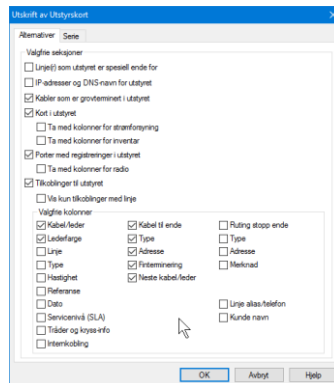 Utskrift av Utstyrskort
Alternativer Serie
Valgfrie seksjoner
Linje(r) som utstyret er spesiell ende for
IP-adresser og DNS-navn for utstyret
Kabler som er grovterminert i utstyret
Kort i utstyret
Ta med kolonner for strømforsyning
Ta med kolonner for inventar
Porter med registreringer i utstyret
Ta med kolonner for radio
Tilkoblinger til utstyret
Vis kun tilkoblinger med linje
Valgfrie kolonner
Kabel/leder Kabel til ende Ruting stopp ende
Lederfarge Type Type
Linje Adresse Adresse
Type Finterminering Merknad
Hastighet Neste kabel/leder
Referanse
Dato Linje alias/telefon
Servicenivå (SLA) Kunde navn
Tråder og kryss-info
Internkobling
OK Avbryt Hjelp